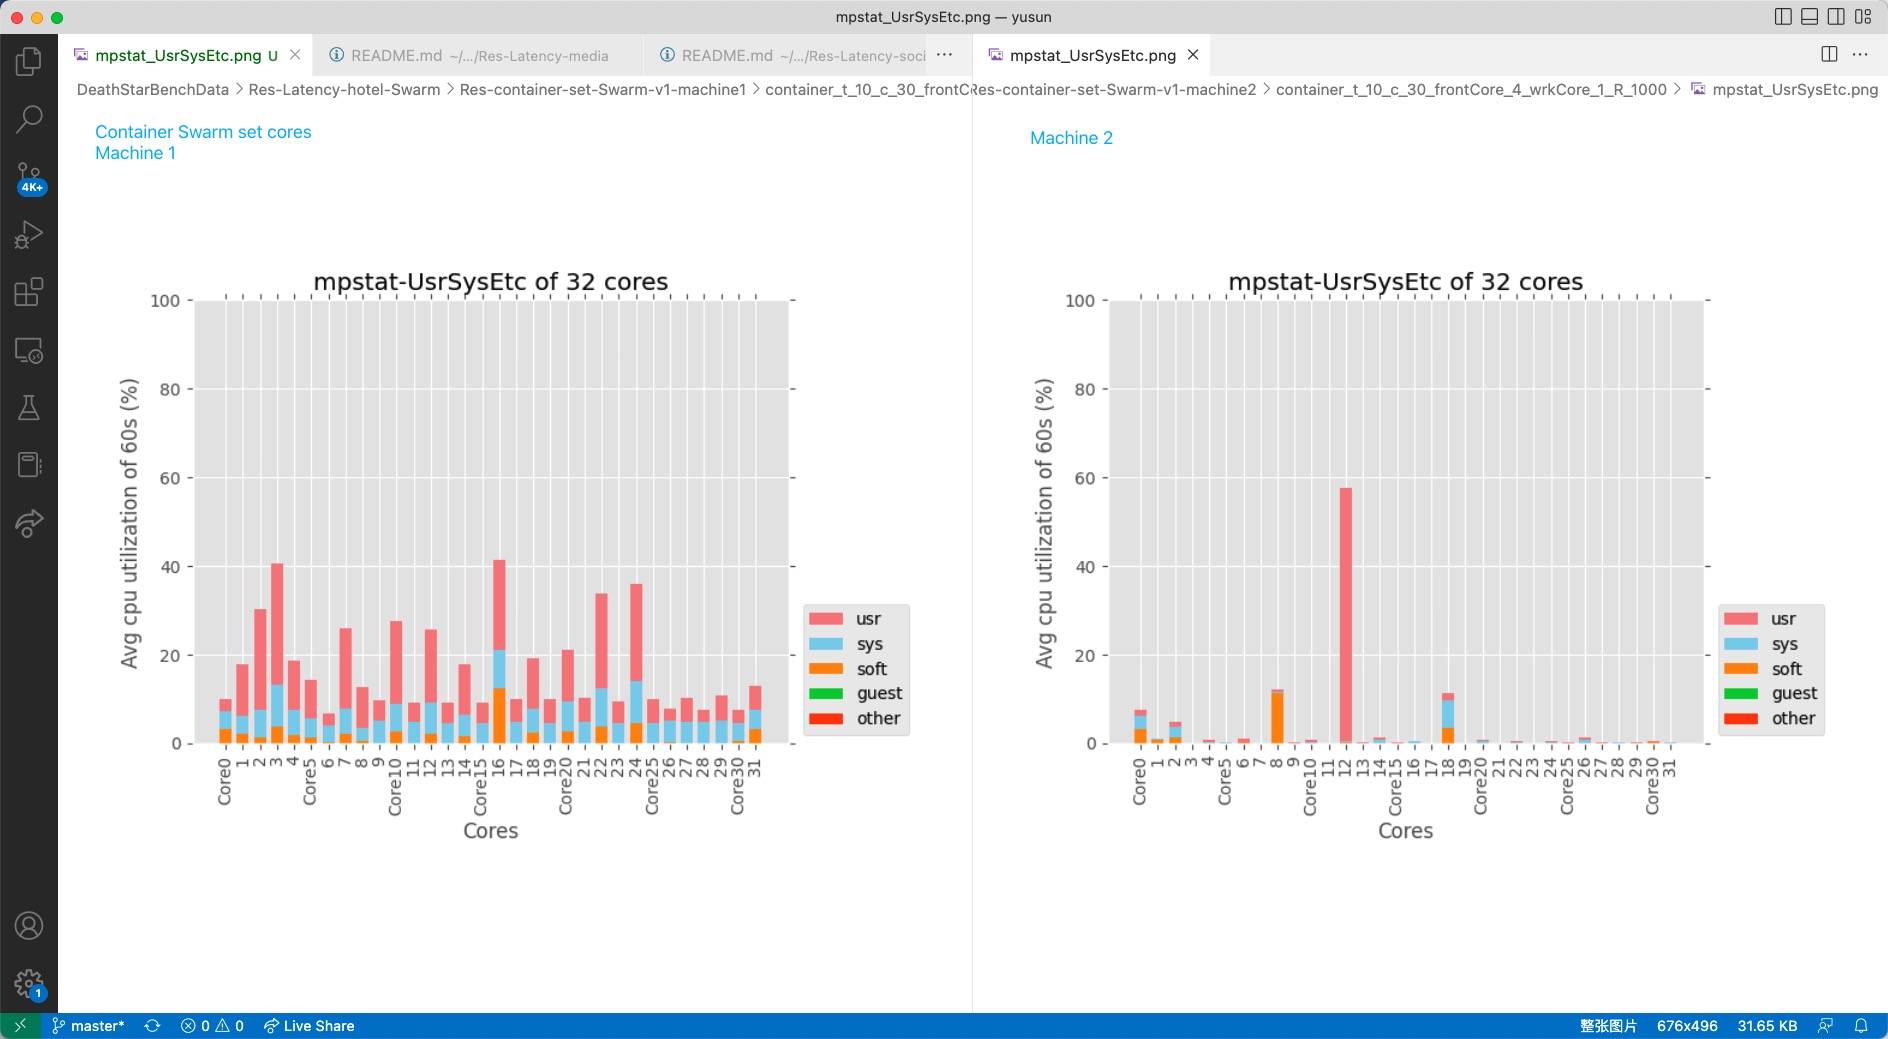 mpstat_UsrSysEtc.png — yusun
mpstat_UsrSysEtc.png U
README.md ~/.../Res-Latency-media
README.md ~/.../Res-Latency-soci
mpstat_UsrSysEtc.png
DeathStarBenchData > Res-Latency-hotel-Swarm > Res-container-set-Swarm-v1-machine1 > container_t_10_c_30_frontC
Res-container-set-Swarm-v1-machine2 > container_t_10_c_30_frontCore_4_wrkCore_1_R_1000 > mpstat_UsrSysEtc.png
4K+
1
Container Swarm set cores
Machine 1
mpstat-UsrSysEtc of 32 cores
Avg cpu utilization of 60s (%)
100
80
60
40
20
0
Core0 1 2 3 4 Core5 6 7 8 9 Core10 11 12 13 14 Core15 16 17 18 19 Core20 21 22 23 24 Core25 26 27 28 29 Core30 31
Cores
usr
sys
soft
guest
other
Machine 2
mpstat-UsrSysEtc of 32 cores
Avg cpu utilization of 60s (%)
100
80
60
40
20
0
Core0 1 2 3 4 Core5 6 7 8 9 Core10 11 12 13 14 Core15 16 17 18 19 Core20 21 22 23 24 Core25 26 27 28 29 Core30 31
Cores
usr
sys
soft
guest
other
master* 0 0 Live Share
整张图片 676x496 31.65 KB